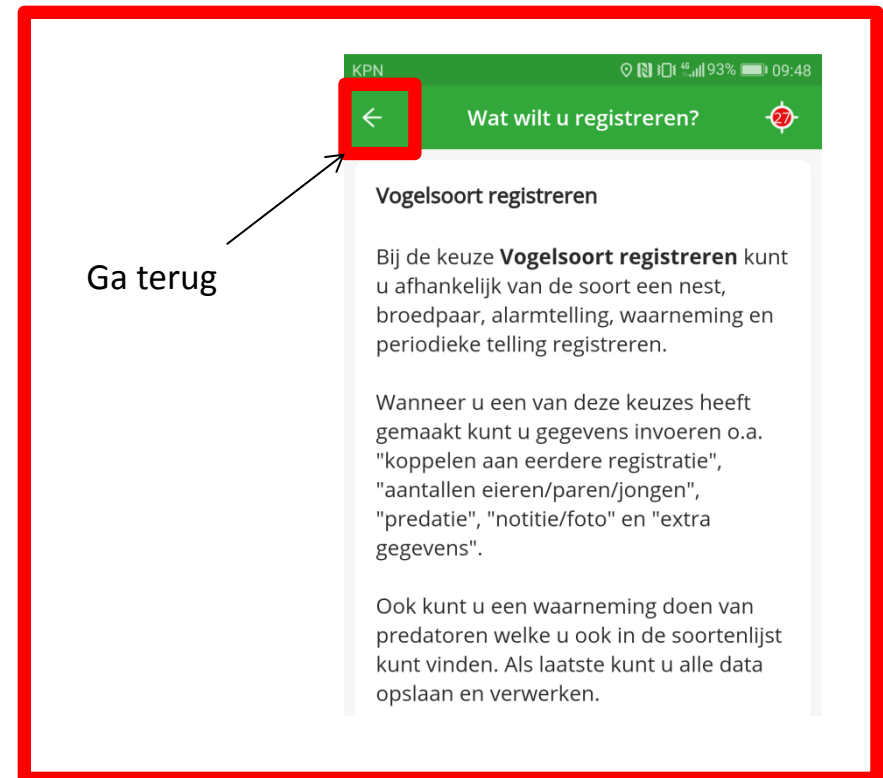 KPN 93% 09:48
Wat wilt u registreren? 27
Vogelsoort registreren
Ga terug
Bij de keuze Vogelsoort registreren kunt
u afhankelijk van de soort een nest,
broedpaar, alarmtelling, waarneming en
periodieke telling registreren.
Wanneer u een van deze keuzes heeft
gemaakt kunt u gegevens invoeren o.a.
"koppelen aan eerdere registratie",
"aantallen eieren/paren/jongen",
"predatie", "notitie/foto" en "extra
gegevens".
Ook kunt u een waarneming doen van
predatoren welke u ook in de soortenlijst
kunt vinden. Als laatste kunt u alle data
opslaan en verwerken.